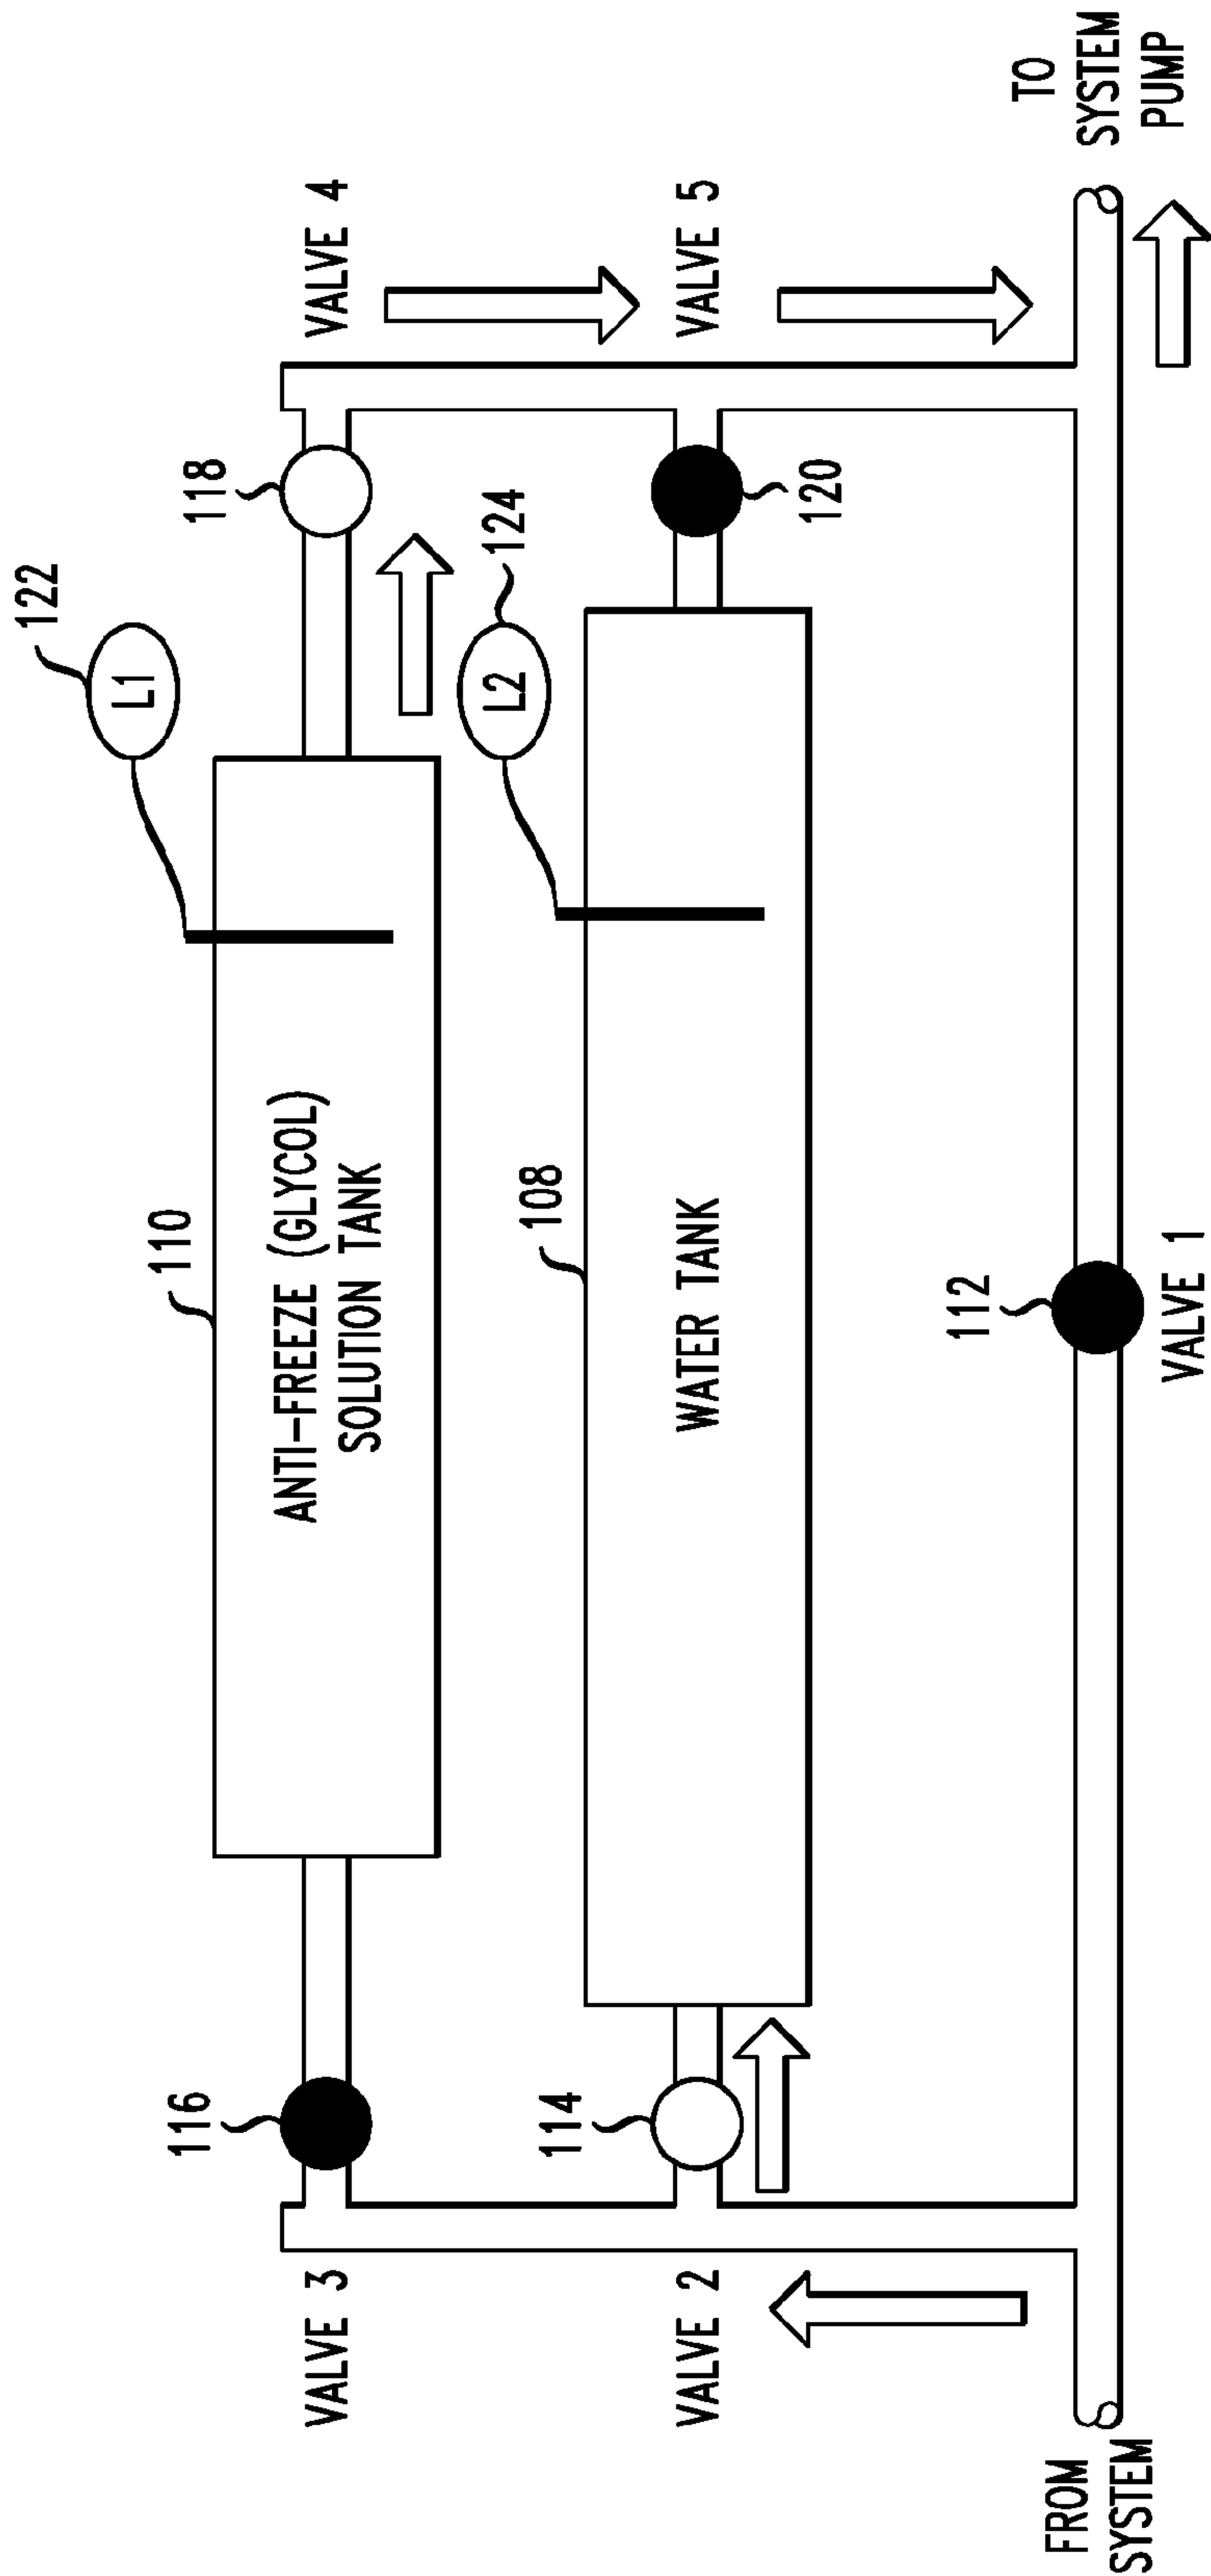 122
L1
110
ANTI-FREEZE (GLYCOL)
SOLUTION TANK
116
118
VALVE 3
VALVE 4
124
L2
108
WATER TANK
114
120
VALVE 2
VALVE 5
112
VALVE 1
FROM
SYSTEM
TO
SYSTEM
PUMP